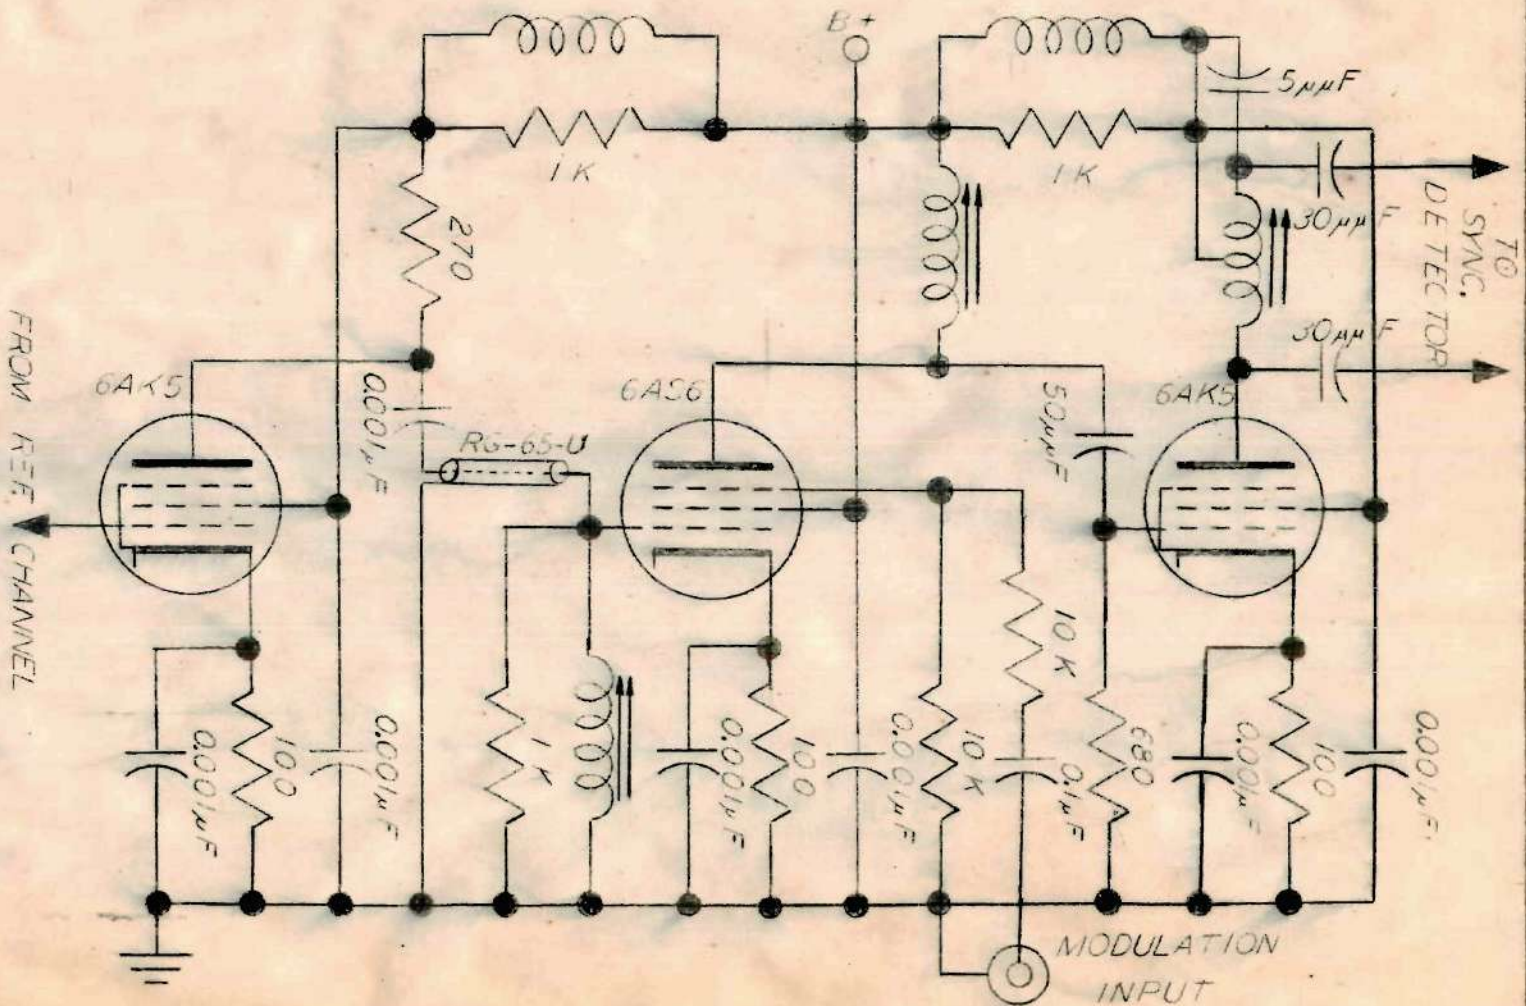 B+
5μμF
1K
1K
270
30μμF
TO
SYNC.
DETECTOR
30μμF
6AK5
0.001μF
6AS6
50μμF
6AK5
RG-65-U
FROM REF. CHANNEL
10K
0.001μF
100
0.001μF
1K
0.001μF
100
0.001μF
10K
0.1μF
680
0.001μF
100
0.001μF.
MODULATION
INPUT